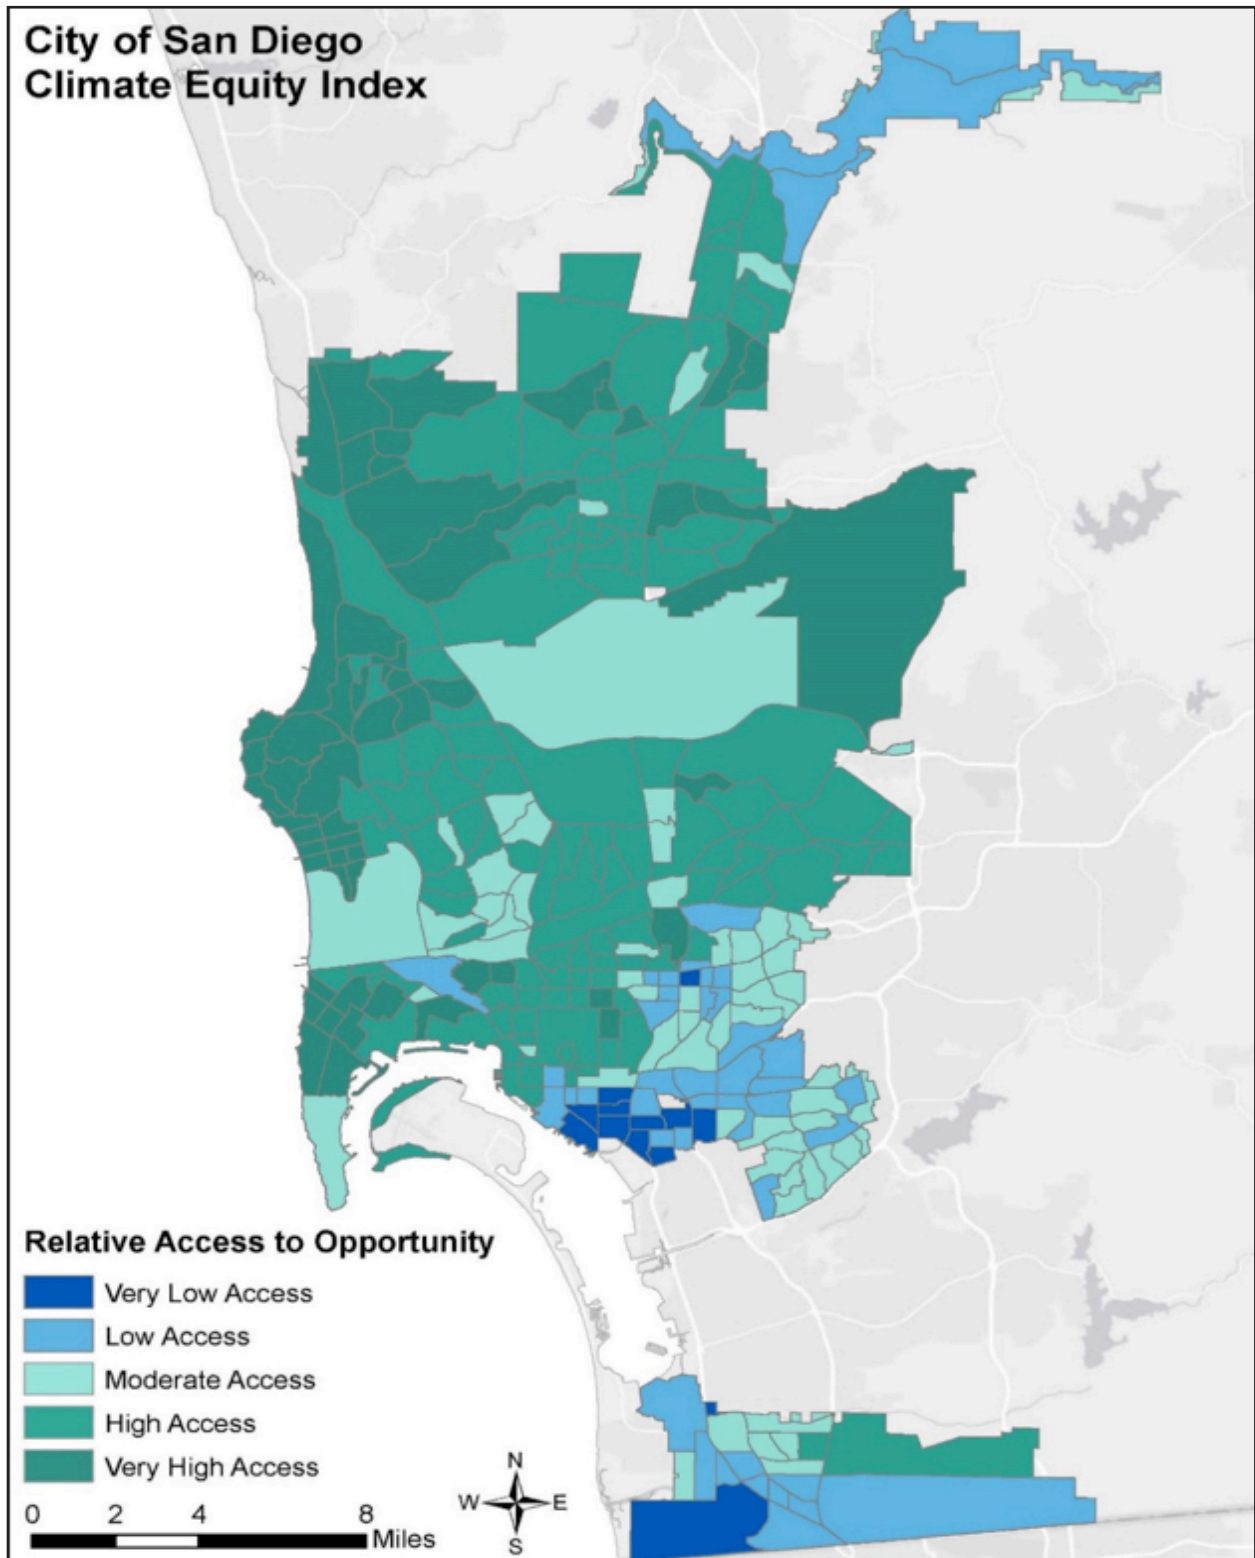 City of San Diego
Climate Equity Index
Relative Access to Opportunity
Very Low Access
Low Access
Moderate Access
High Access
Very High Access
N
W E
S
0 2 4 8
Miles